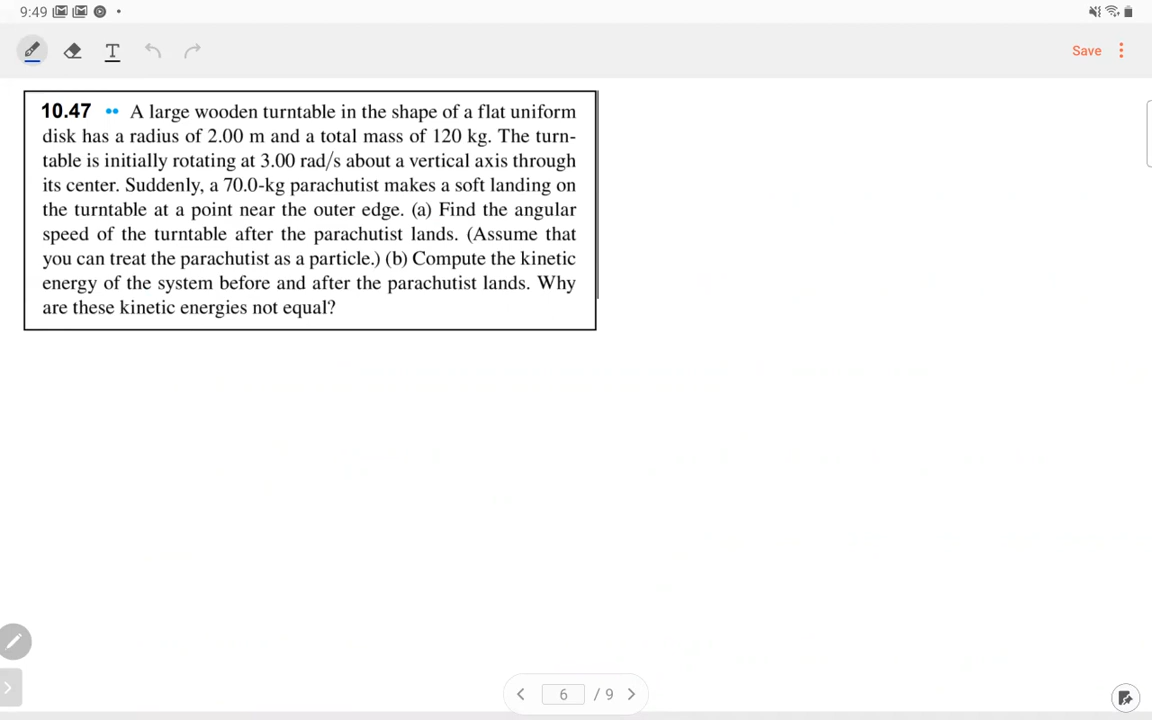 9:49
T
Save
10.47 •• A large wooden turntable in the shape of a flat uniform
disk has a radius of 2.00 m and a total mass of 120 kg. The turn-
table is initially rotating at 3.00 rad/s about a vertical axis through
its center. Suddenly, a 70.0-kg parachutist makes a soft landing on
the turntable at a point near the outer edge. (a) Find the angular
speed of the turntable after the parachutist lands. (Assume that
you can treat the parachutist as a particle.) (b) Compute the kinetic
energy of the system before and after the parachutist lands. Why
are these kinetic energies not equal?
6 / 9